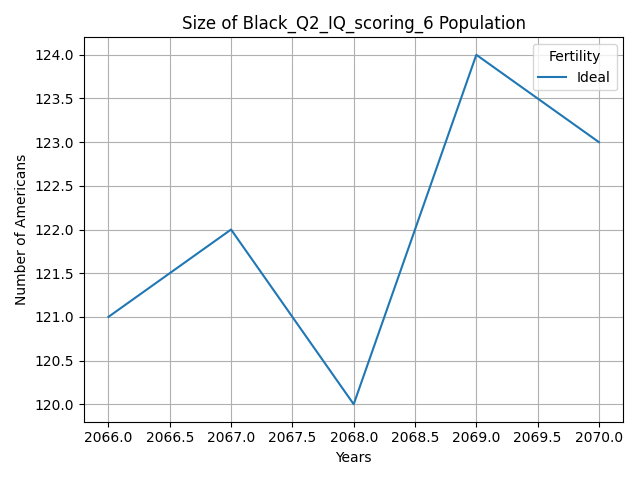 Size of Black_Q2_IQ_scoring_6 Population
Fertility
Ideal
124.0
123.5
123.0
122.5
122.0
121.5
121.0
120.5
120.0
Number of Americans
2066.0 2066.5 2067.0 2067.5 2068.0 2068.5 2069.0 2069.5 2070.0
Years